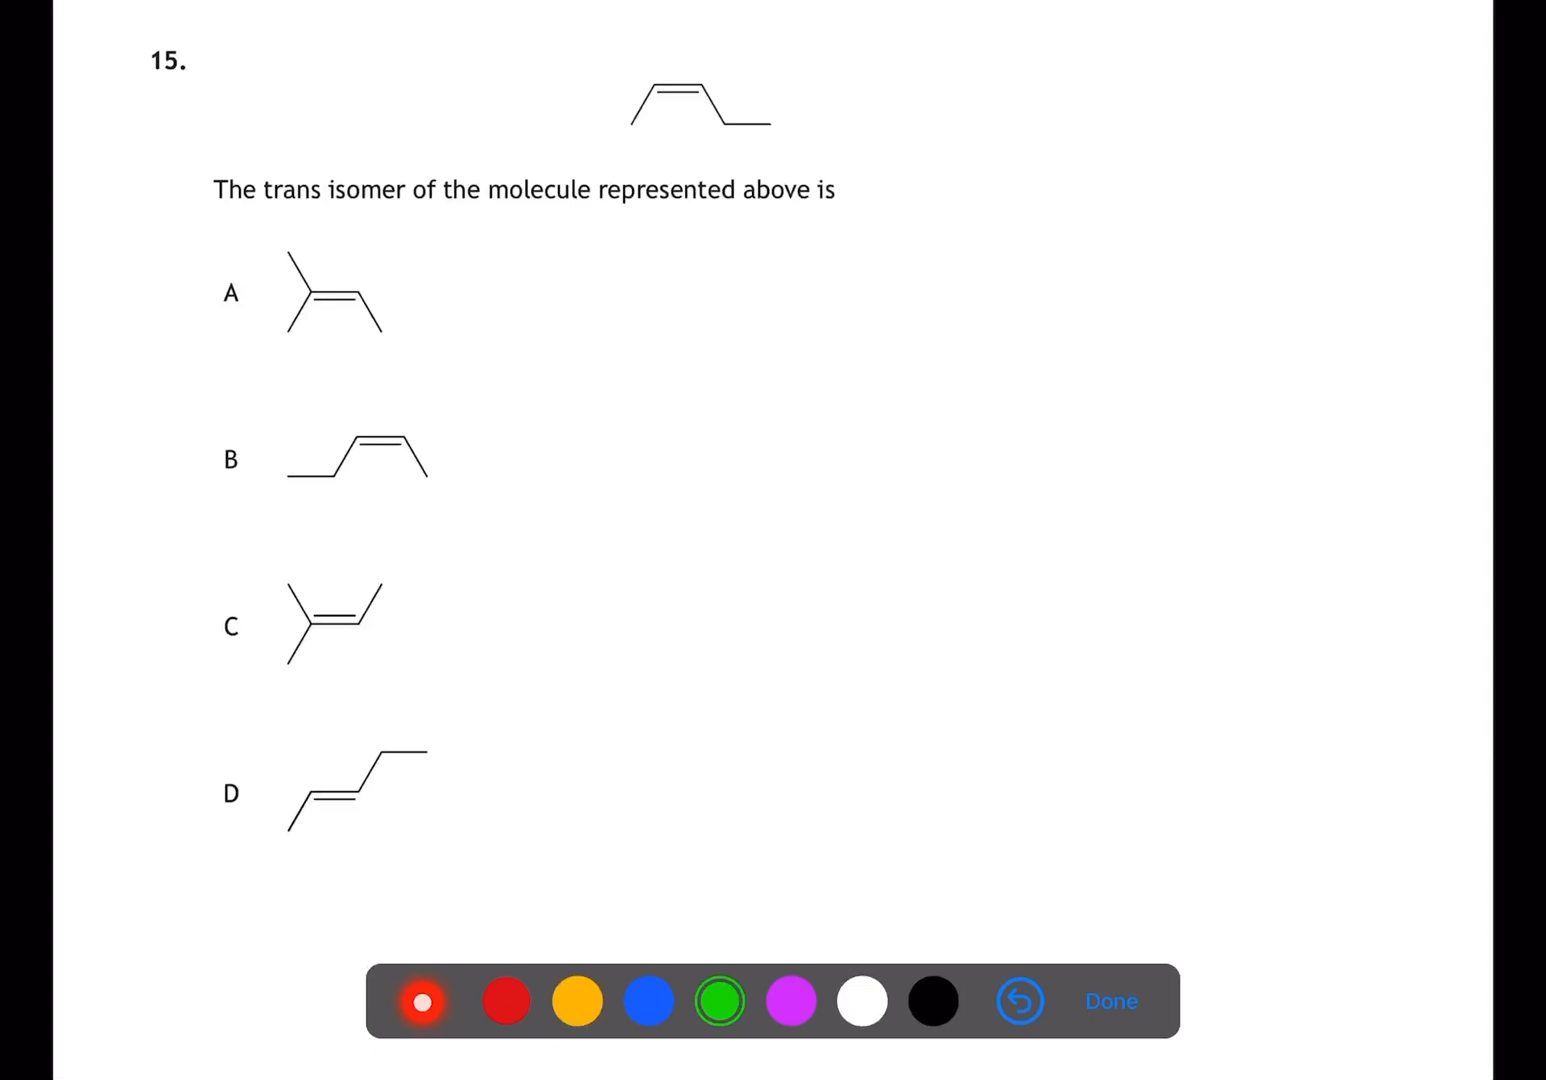 15.
The trans isomer of the molecule represented above is
A
B
C
D
Done